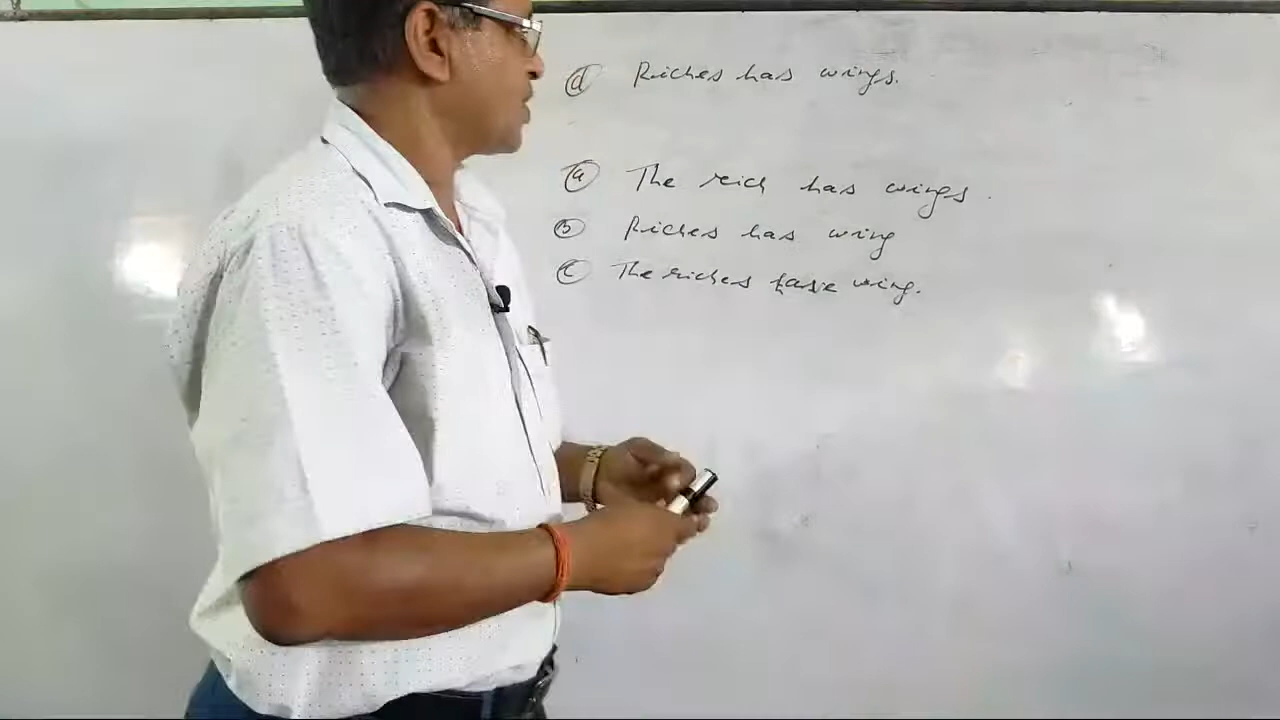 d Riches has wings.
a The rich has wings.
b Riches has wing
c The riches have wing.